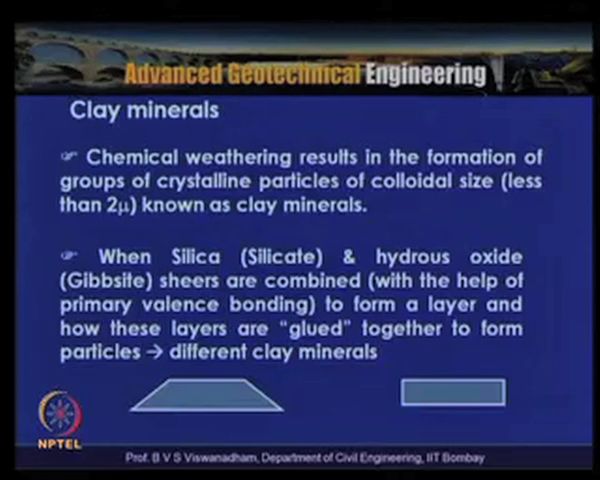 Advanced Geotechnical Engineering
Clay minerals
Chemical weathering results in the formation of
groups of crystalline particles of colloidal size (less
than 2μ) known as clay minerals.
When Silica (Silicate) & hydrous oxide
(Gibbsite) sheers are combined (with the help of
primary valence bonding) to form a layer and
how these layers are “glued” together to form
particles → different clay minerals
NPTEL
Prof. B V S Viswanadham, Department of Civil Engineering, IIT Bombay